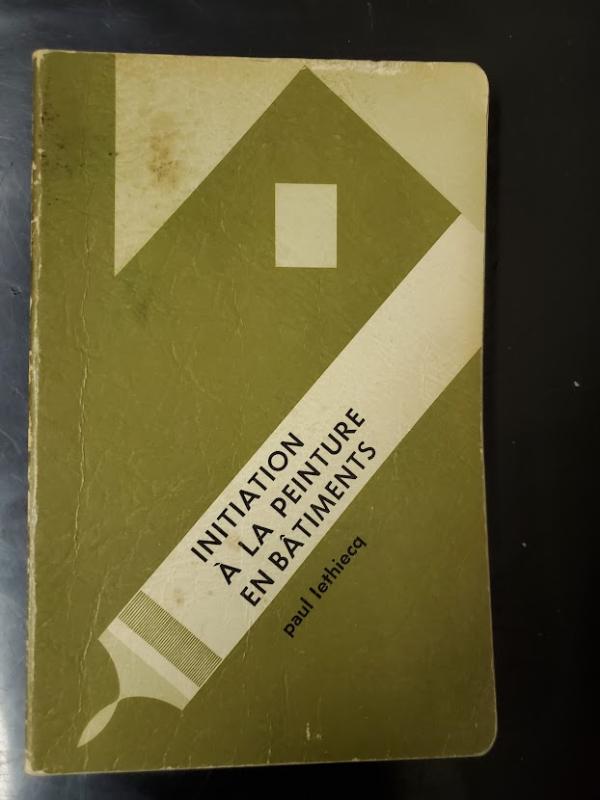 INITIATION
À LA PEINTURE
EN BÂTIMENTS
paul lethiecq